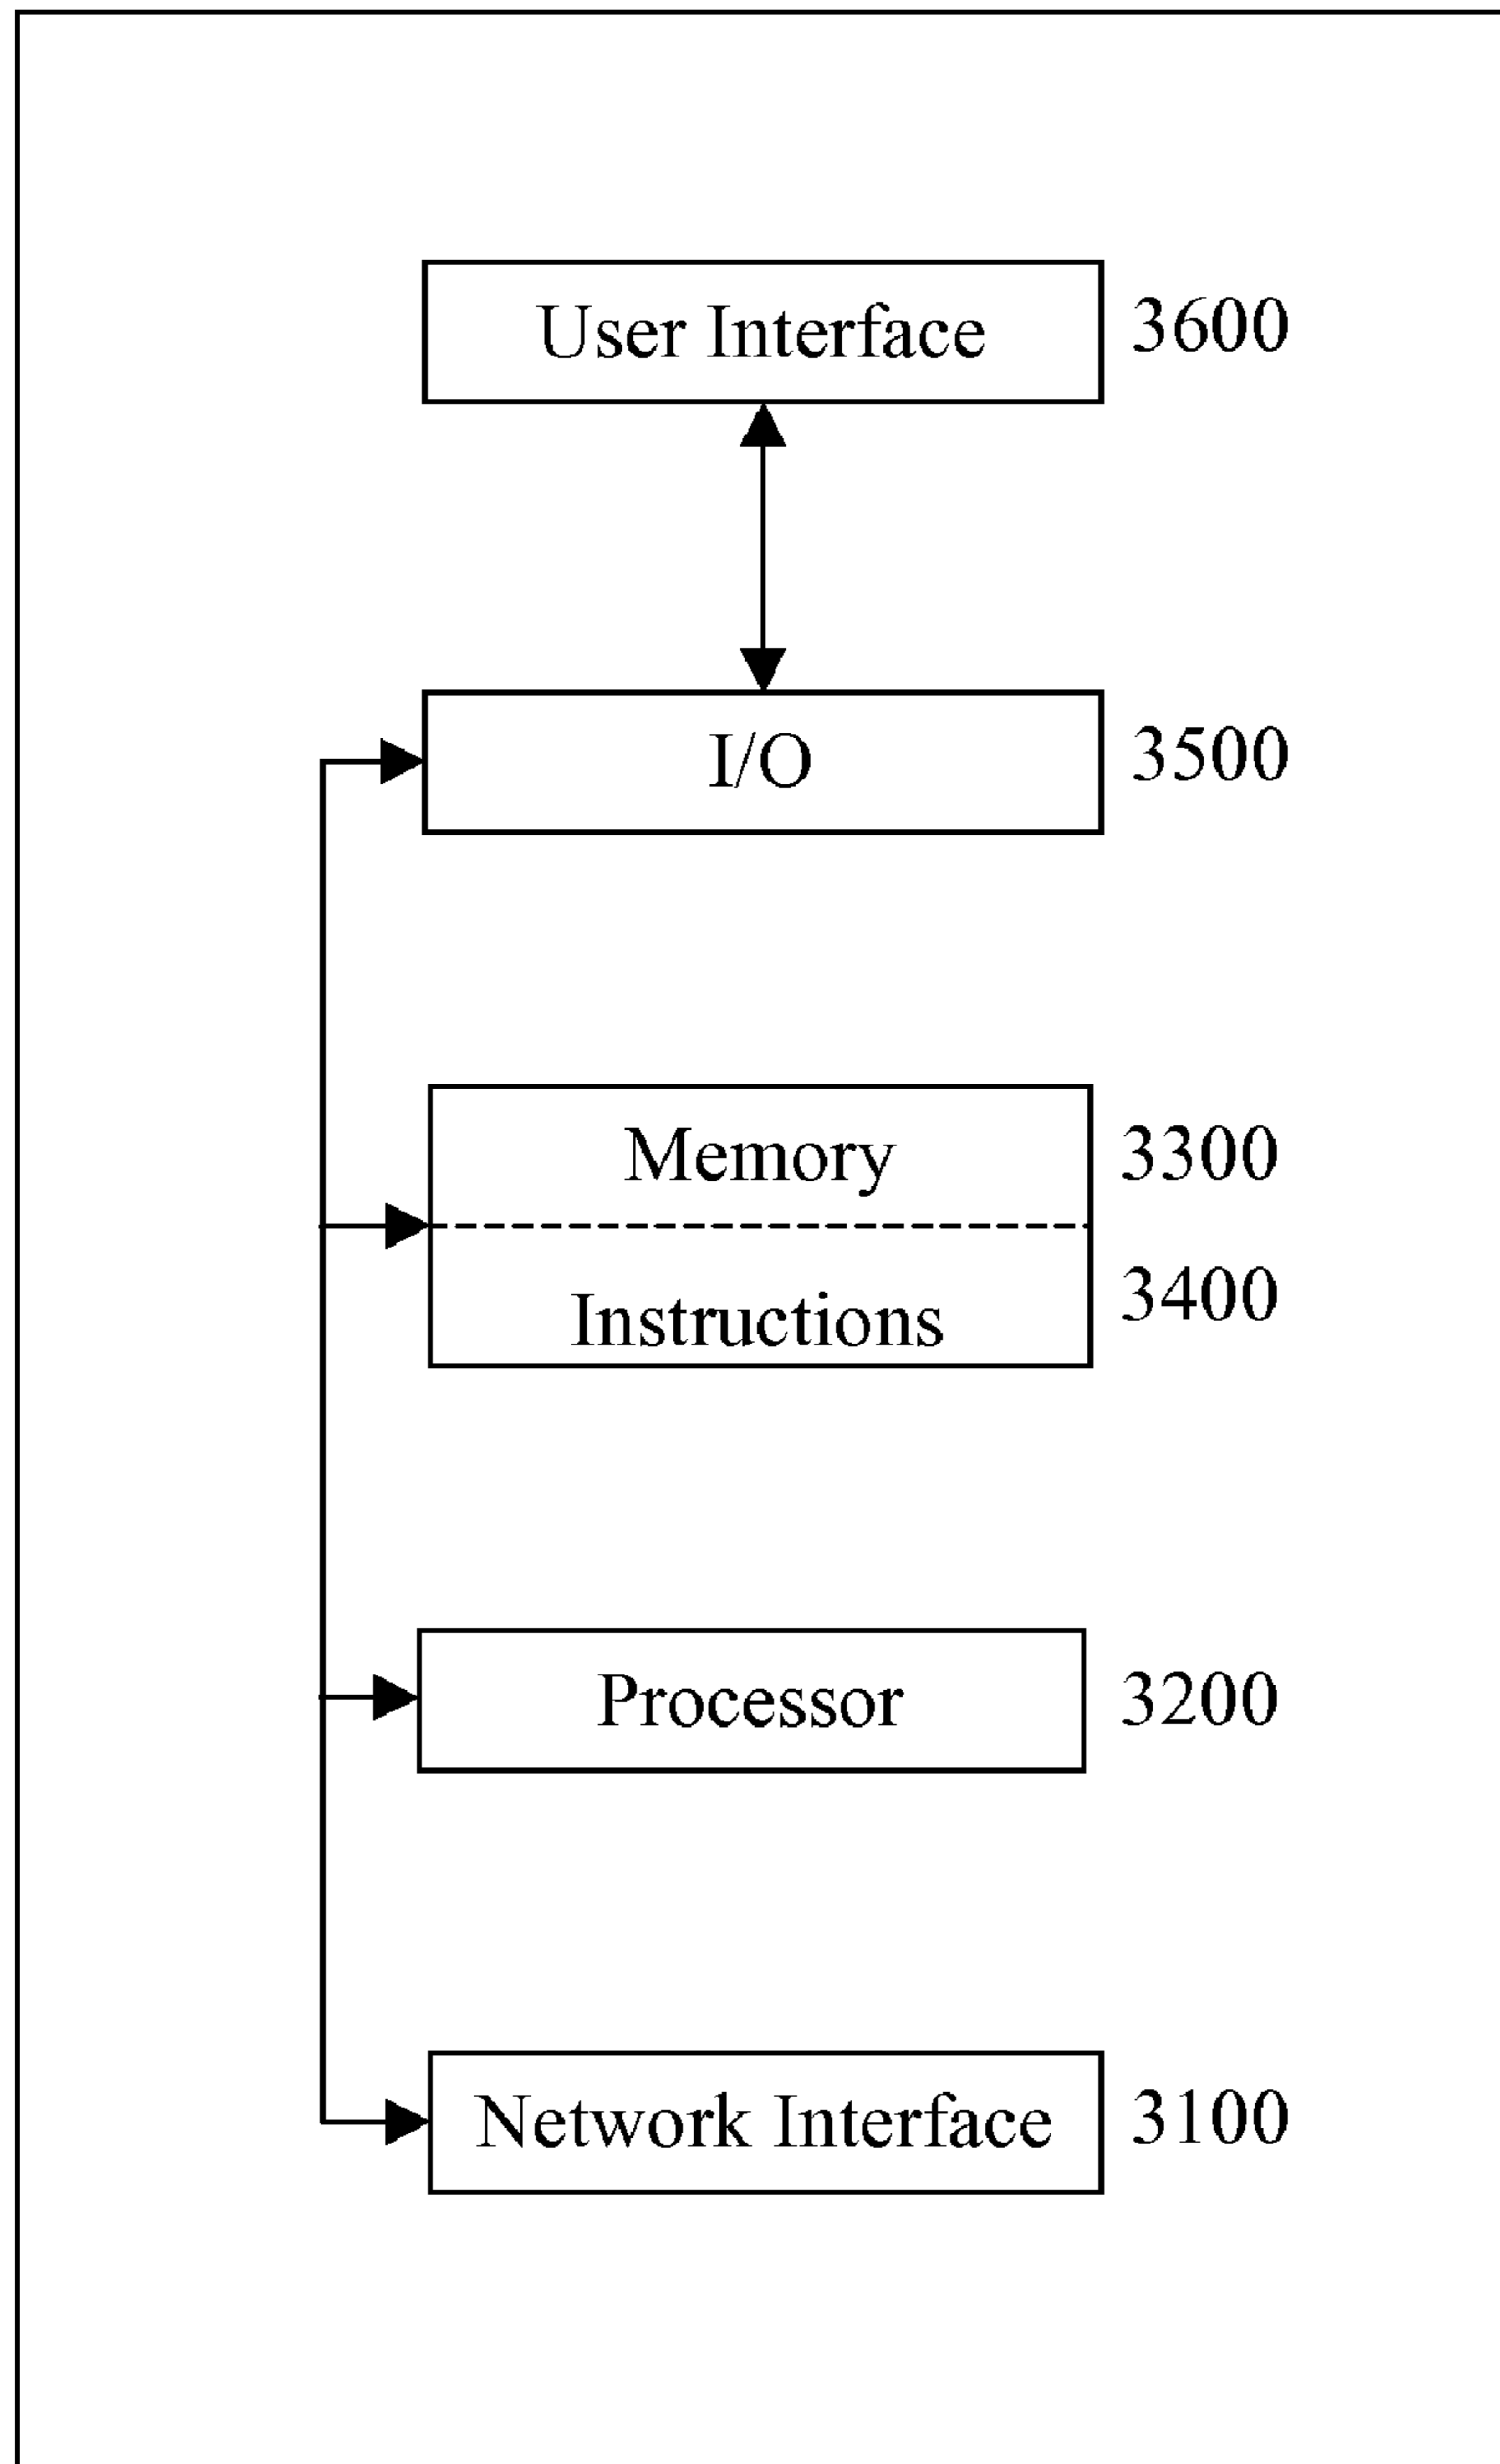 User Interface 3600
I/O 3500
Memory 3300
Instructions 3400
Processor 3200
Network Interface 3100